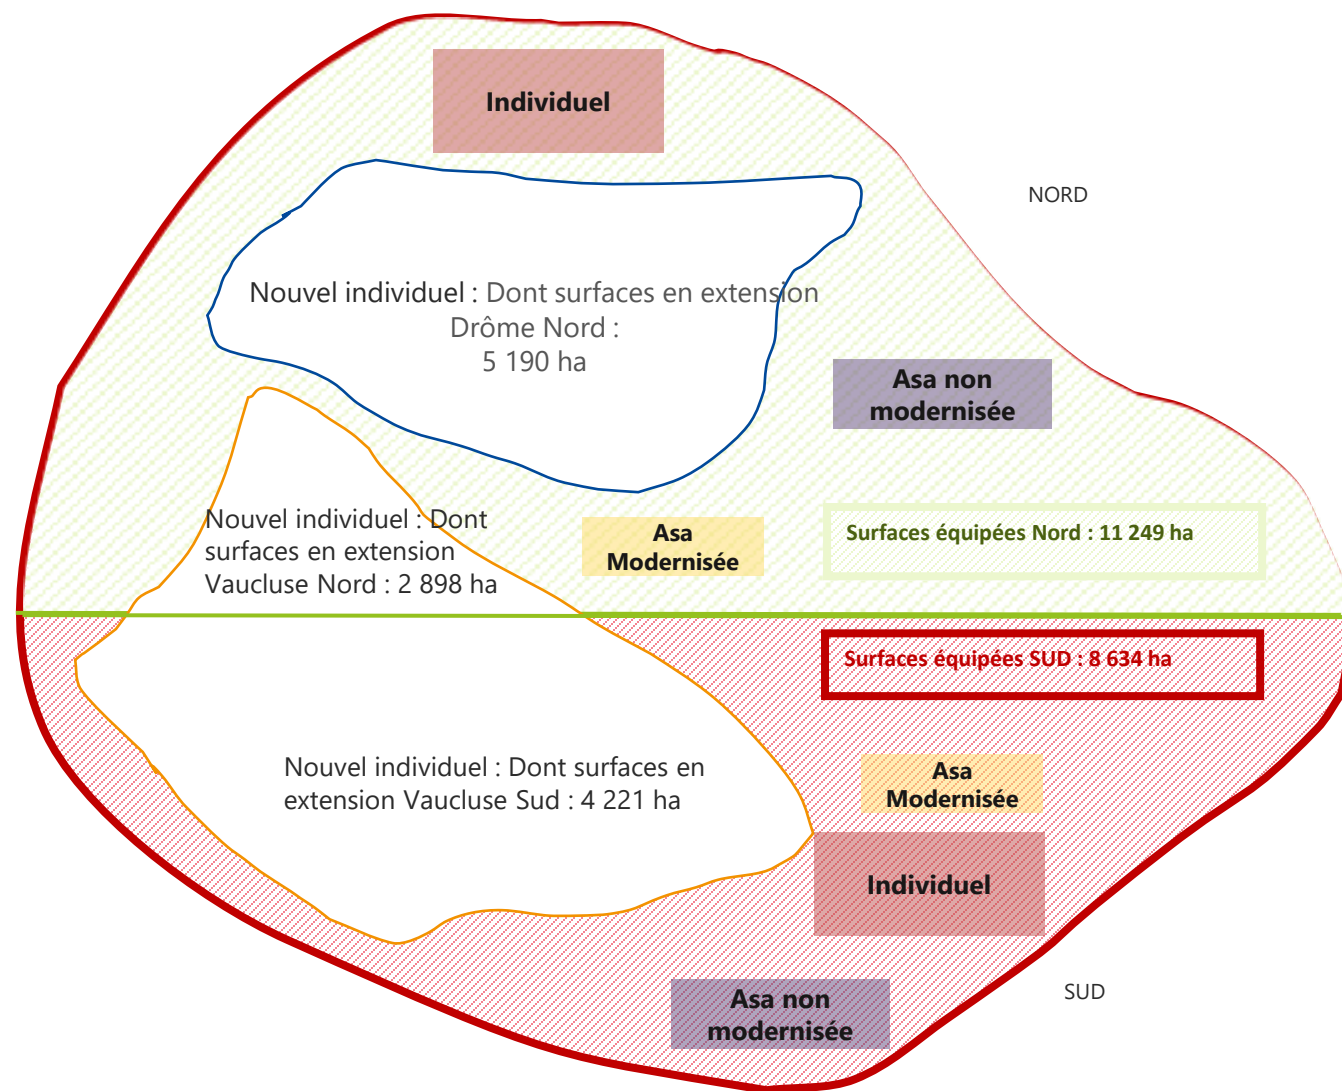 Individuel
NORD
Nouvel individuel : Dont surfaces en extension
Drôme Nord :
5 190 ha
Asa non
modernisée
Nouvel individuel : Dont
surfaces en extension
Vaucluse Nord : 2 898 ha
Asa
Modernisée
Surfaces équipées Nord : 11 249 ha
Surfaces équipées SUD : 8 634 ha
Nouvel individuel : Dont surfaces en
extension Vaucluse Sud : 4 221 ha
Asa
Modernisée
Individuel
Asa non
modernisée
SUD